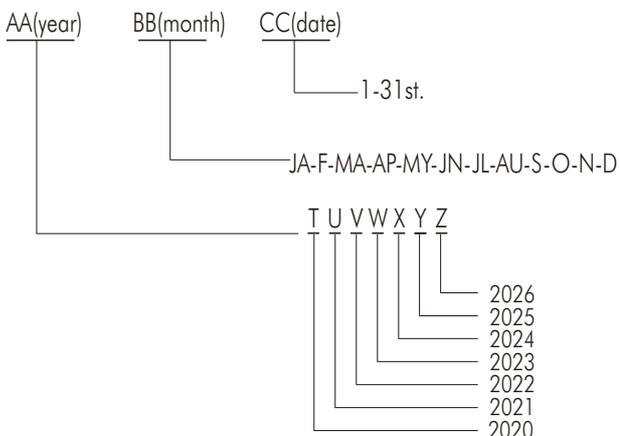 AA(year) BB(month) CC(date)
1-31st.
JA-F-MA-AP-MY-JN-JL-AU-S-O-N-D
T U V W X Y Z
2026
2025
2024
2023
2022
2021
2020